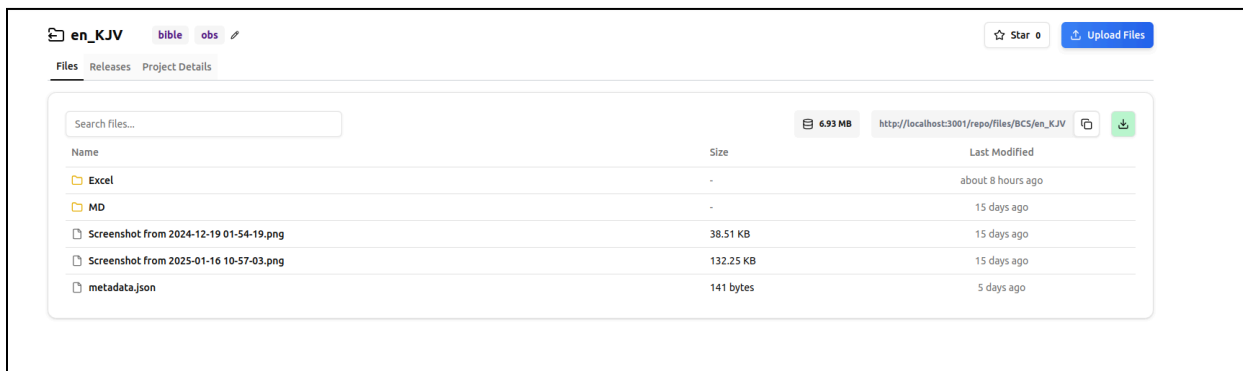 en_KJV bible obs Star 0 Upload Files
Files Releases Project Details
Search files... 6.93 MB http://localhost:3001/repo/files/BCS/en_KJV
Name Size Last Modified
Excel - about 8 hours ago
MD - 15 days ago
Screenshot from 2024-12-19 01-54-19.png 38.51 KB 15 days ago
Screenshot from 2025-01-16 10-57-03.png 132.25 KB 15 days ago
metadata.json 141 bytes 5 days ago